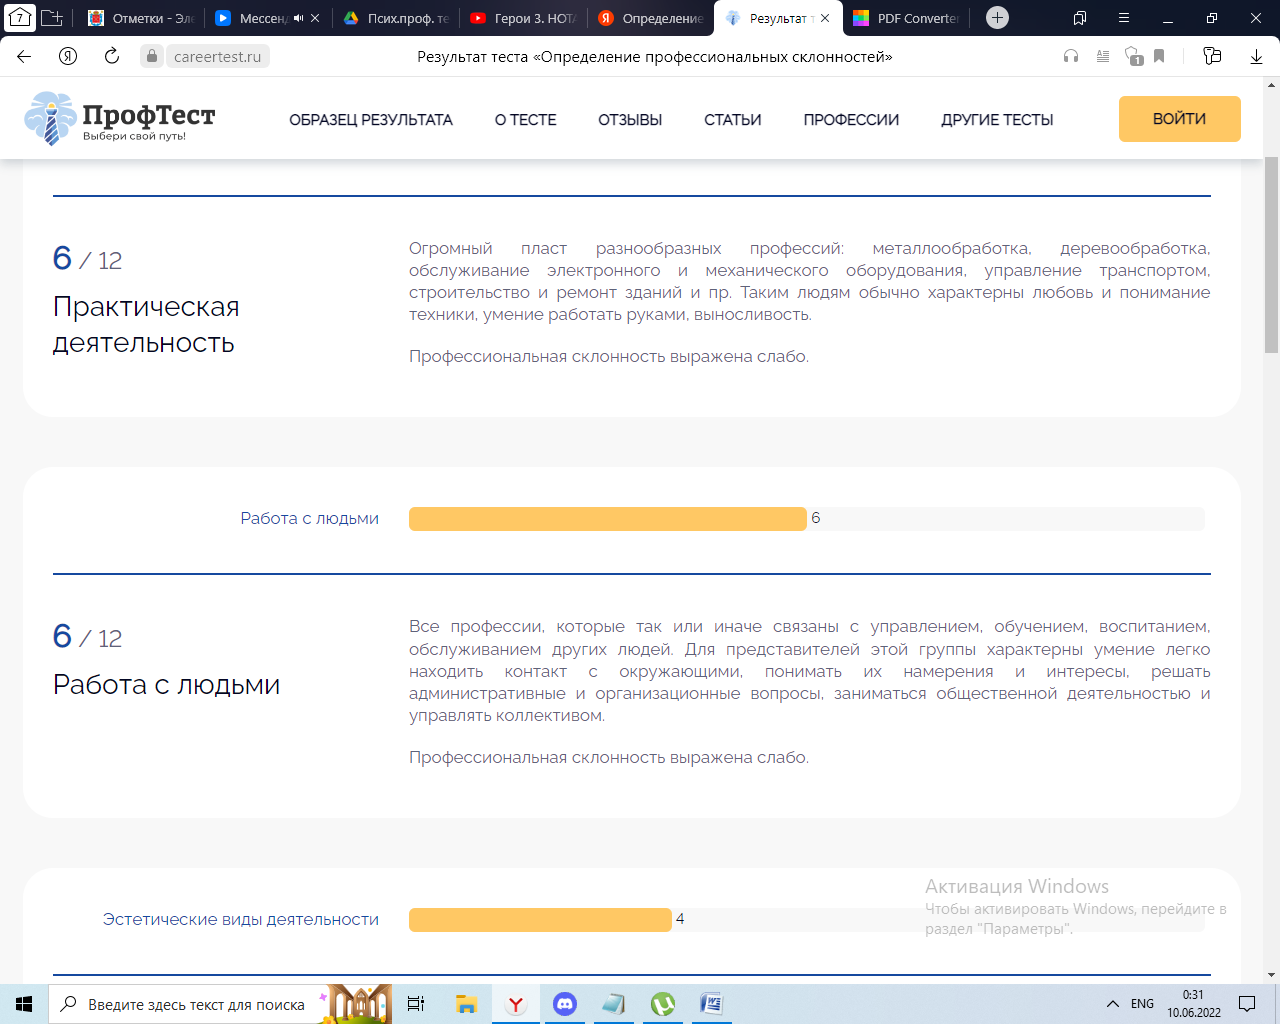 7
Отметки - Эле
Мессенд
Псих.проф. те
Герои 3. HOTA
Определение
Результат т
PDF Converter
careertest.ru
Результат теста «Определение профессиональных склонностей»
1
ПрофТест
Выбери свой путь!
ОБРАЗЕЦ РЕЗУЛЬТАТА
О ТЕСТЕ
ОТЗЫВЫ
СТАТЬИ
ПРОФЕССИИ
ДРУГИЕ ТЕСТЫ
ВОЙТИ
6 / 12
Практическая
деятельность
Огромный пласт разнообразных профессий: металлообработка, деревообработка,
обслуживание электронного и механического оборудования, управление транспортом,
строительство и ремонт зданий и пр. Таким людям обычно характерны любовь и понимание
техники, умение работать руками, выносливость.
Профессиональная склонность выражена слабо.
Работа с людьми
6
6 / 12
Работа с людьми
Все профессии, которые так или иначе связаны с управлением, обучением, воспитанием,
обслуживанием других людей. Для представителей этой группы характерны умение легко
находить контакт с окружающими, понимать их намерения и интересы, решать
административные и организационные вопросы, заниматься общественной деятельностью и
управлять коллективом.
Профессиональная склонность выражена слабо.
Эстетические виды деятельности
4
Активация Windows
Чтобы активировать Windows, перейдите в
раздел "Параметры".
Введите здесь текст для поиска
ENG
0:31
10.06.2022